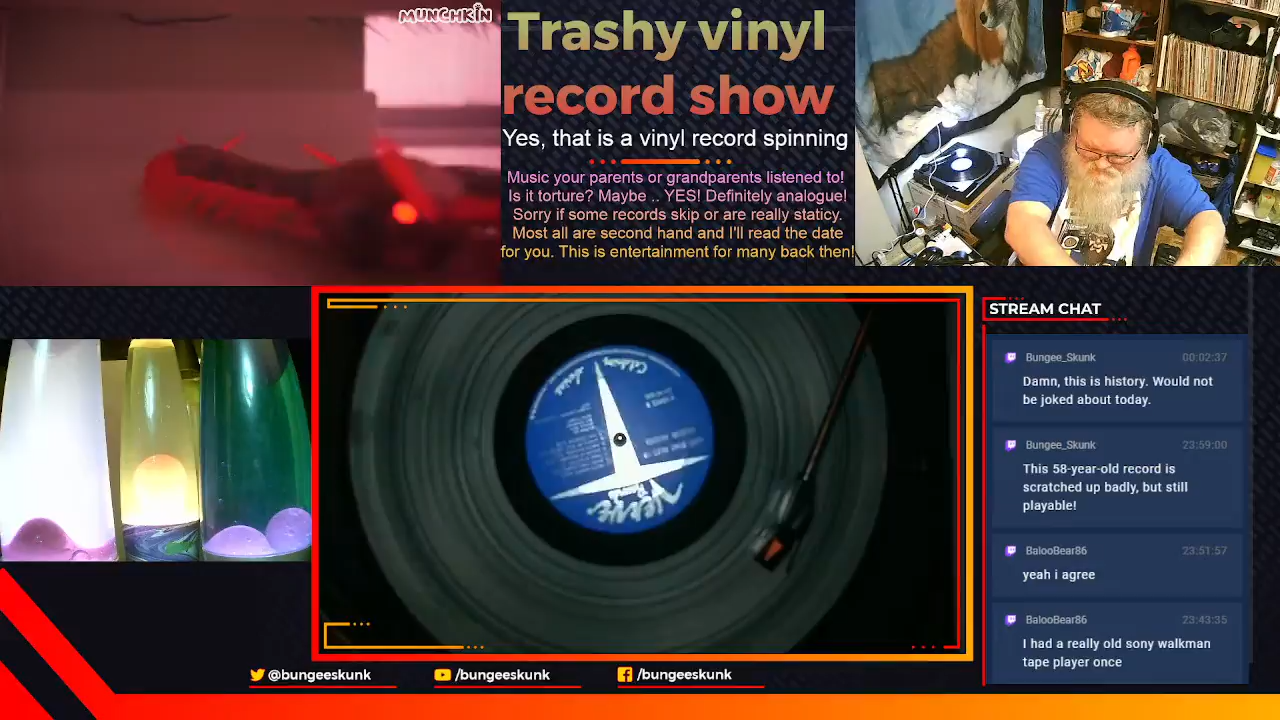 MUNCHKIN
Trashy vinyl
record show
Yes, that is a vinyl record spinning
Music your parents or grandparents listened to!
Is it torture? Maybe .. YES! Definitely analogue!
Sorry if some records skip or are really staticy.
Most all are second hand and I'll read the date
for you. This is entertainment for many back then!
STREAM CHAT
Bungee_Skunk 00:02:37
Damn, this is history. Would not
be joked about today.
Bungee_Skunk 23:59:00
This 58-year-old record is
scratched up badly, but still
playable!
BalooBear86 23:51:57
yeah i agree
BalooBear86 23:43:35
I had a really old sony walkman
tape player once
Verve
@bungeeskunk /bungeeskunk /bungeeskunk